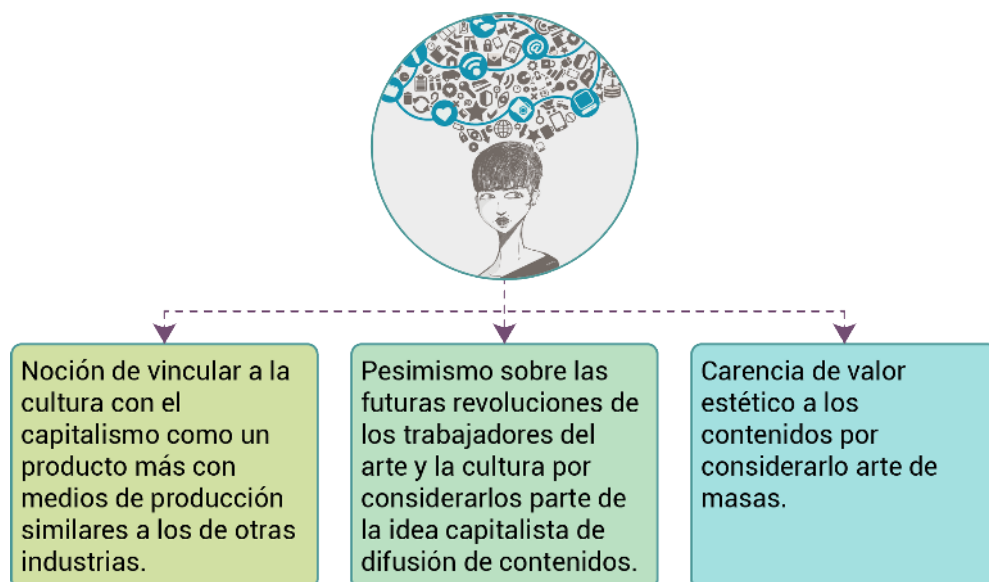 Noción de vincular a la
cultura con el
capitalismo como un
producto más con
medios de producción
similares a los de otras
industrias.
Pesimismo sobre las
futuras revoluciones de
los trabajadores del
arte y la cultura por
considerarlos parte de
la idea capitalista de
difusión de contenidos.
Carencia de valor
estético a los
contenidos por
considerarlo arte de
masas.